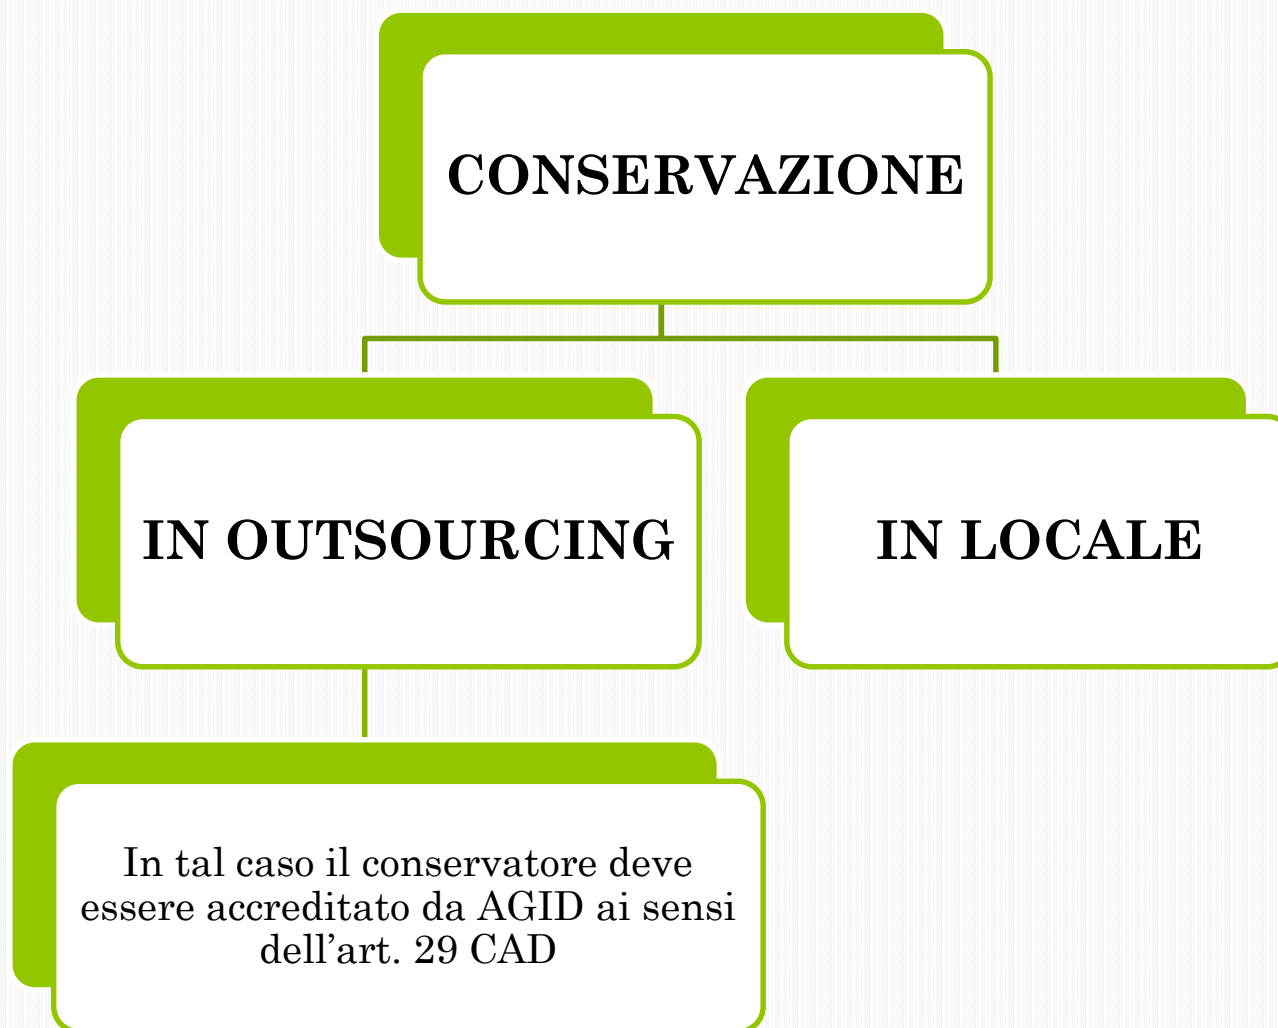 CONSERVAZIONE
IN OUTSOURCING
IN LOCALE
In tal caso il conservatore deve
essere accreditato da AGID ai sensi
dell’art. 29 CAD